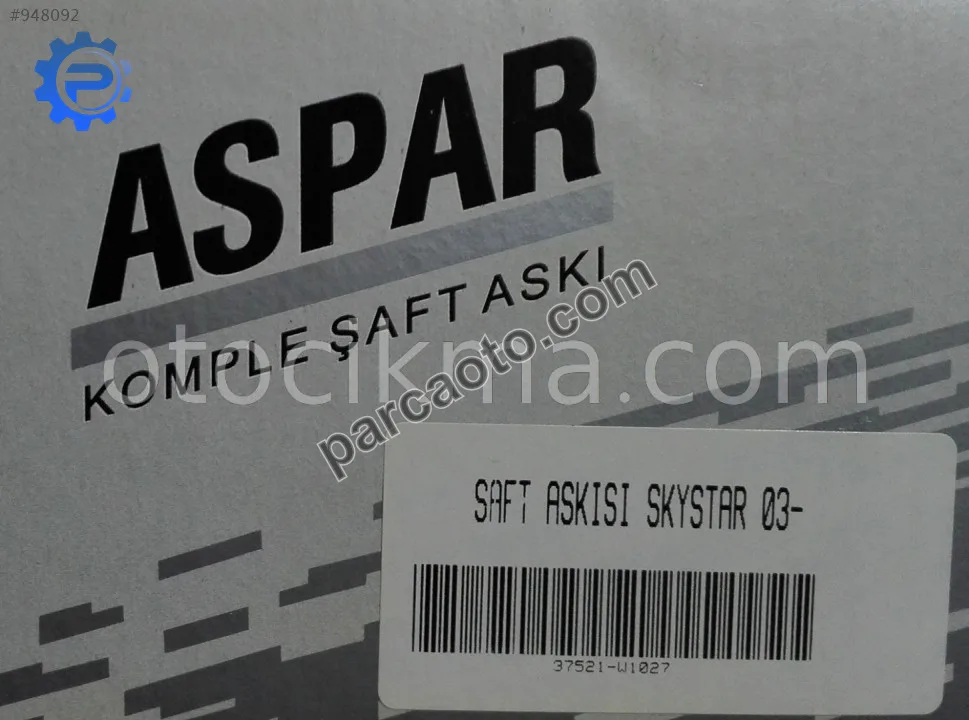 #948092
ASPAR
KOMPLE ŞAFT ASKI
otocikma.com
parcaoto.com
SAFT ASKISI SKYSTAR 03-
37521-W1027